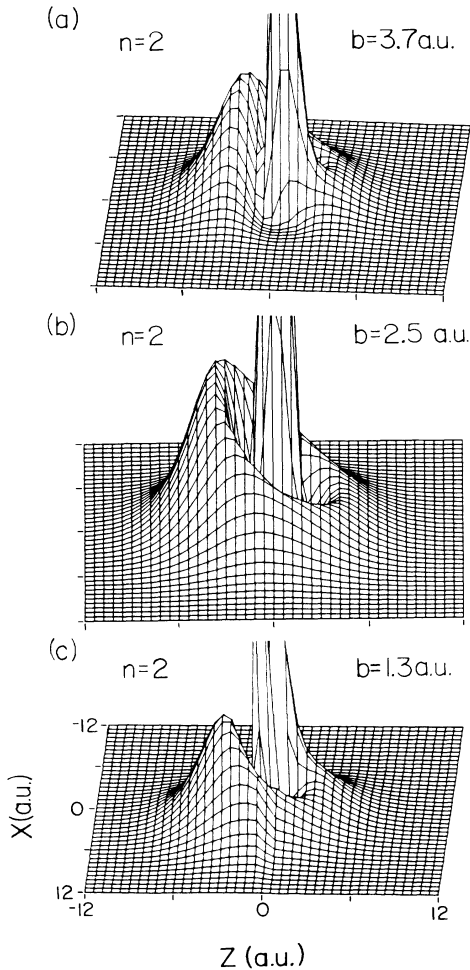 (a)
n=2 b=3.7a.u.
(b)
n=2 b=2.5 a.u.
(c)
n=2 b=1.3a.u.
-12
X(a.u.)
0
12
-12 0 12
Z (a.u.)